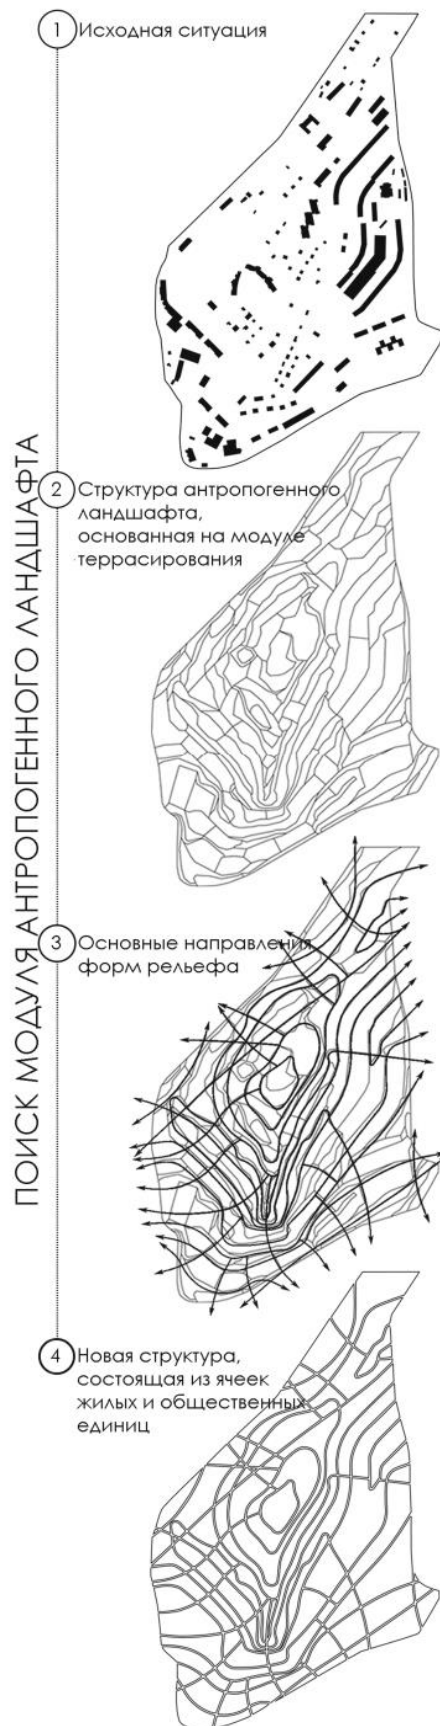 ПОИСК МОДУЛЯ АНТРОПОГЕННОГО ЛАНДШАФТА
1 Исходная ситуация
2 Структура антропогенного
ландшафта,
основанная на модуле
террасирования
3 Основные направления
форм рельефа
4 Новая структура,
состоящая из ячеек
жилых и общественных
единиц